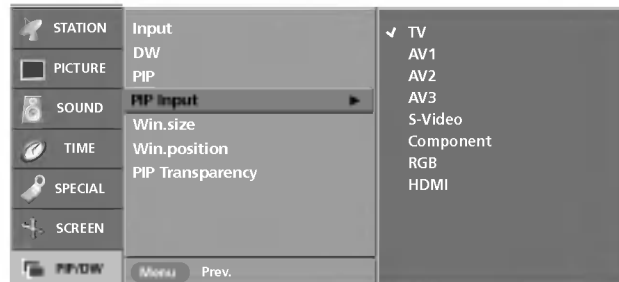 STATION
PICTURE
SOUND
TIME
SPECIAL
SCREEN
PIP/DW
Input
DW
PIP
PIP Input
Win.size
Win.position
PIP Transparency
Menu Prev.
✓ TV
AV1
AV2
AV3
S-Video
Component
RGB
HDMI